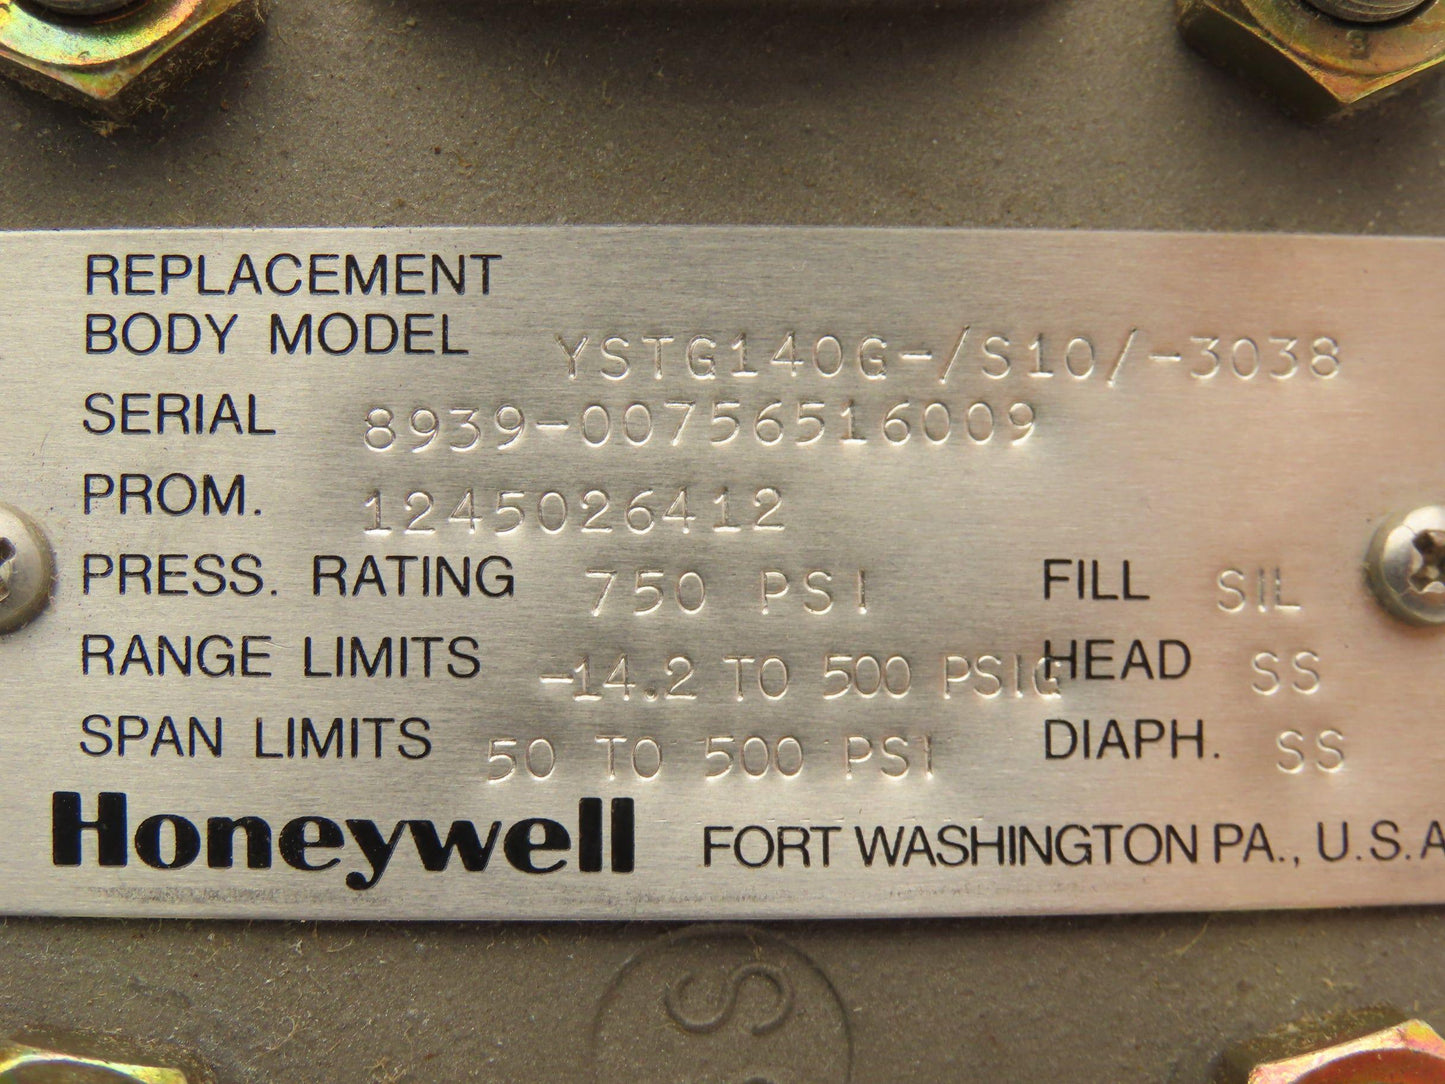 REPLACEMENT
BODY MODEL YSTG140G-/S10/-3038
SERIAL 8939-00756516009
PROM. 1245026412
PRESS. RATING 750 PSI FILL SIL
RANGE LIMITS -14.2 TO 500 PSIG HEAD SS
SPAN LIMITS 50 TO 500 PSI DIAPH. SS
Honeywell FORT WASHINGTON PA., U.S.A
S